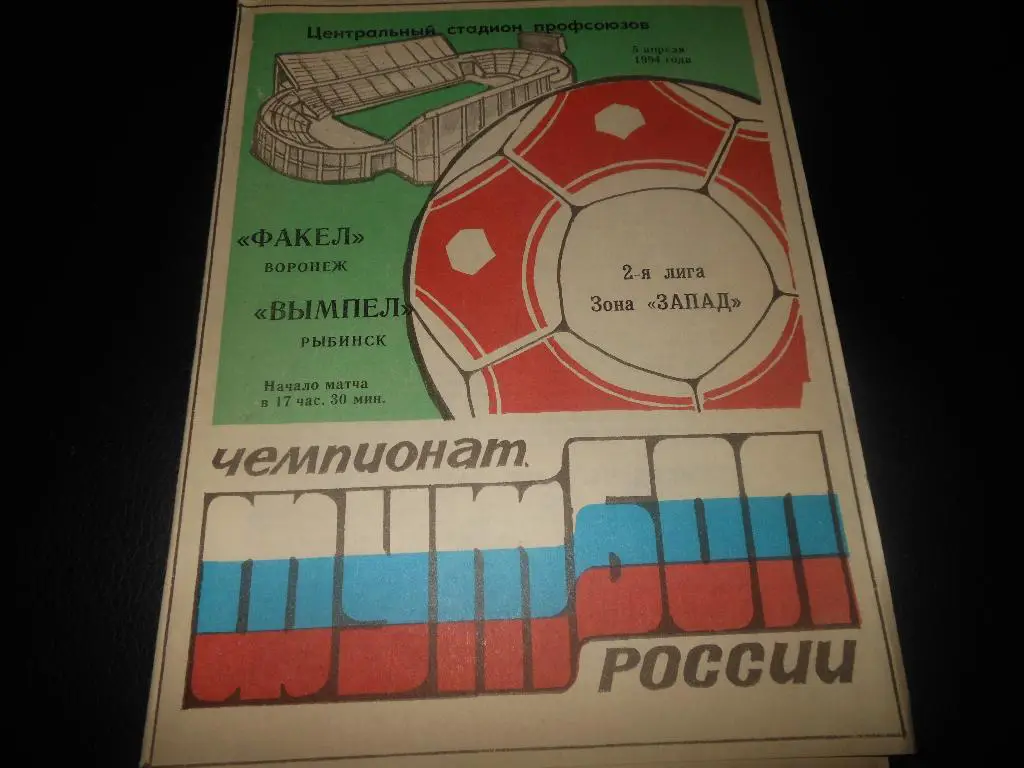 Центральный стадион профсоюзов
5 апреля
1994 года
«ФАКЕЛ»
ВОРОНЕЖ
«ВЫМПЕЛ»
РЫБИНСК
Начало матча
в 17 час. 30 мин.
2-я лига
Зона «ЗАПАД»
Чемпионат
ФУТБОЛ
РОССИИ